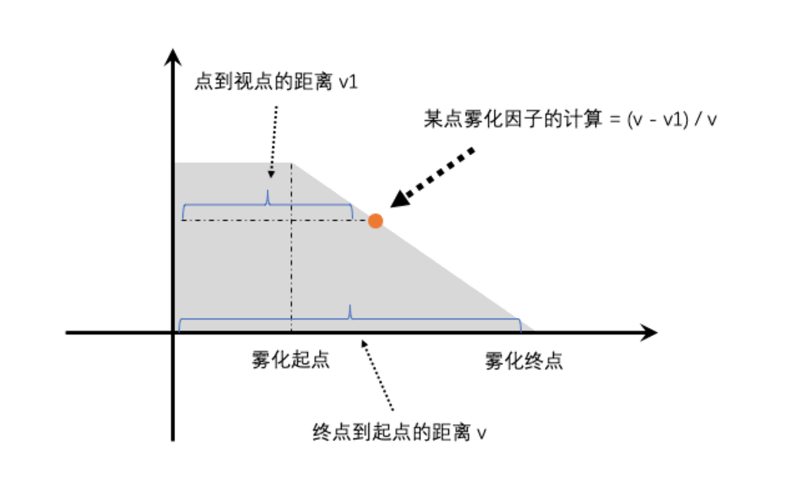 点到视点的距离 v1
某点雾化因子的计算 = (v - v1) / v
雾化起点
雾化终点
终点到起点的距离 v